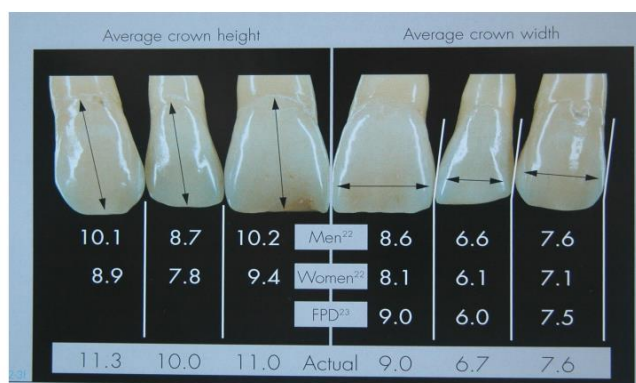 Average crown height Average crown width
10.1 8.7 10.2 Men22 8.6 6.6 7.6
8.9 7.8 9.4 Women22 8.1 6.1 7.1
FPD23 9.0 6.0 7.5
11.3 10.0 11.0 Actual 9.0 6.7 7.6
2-3f